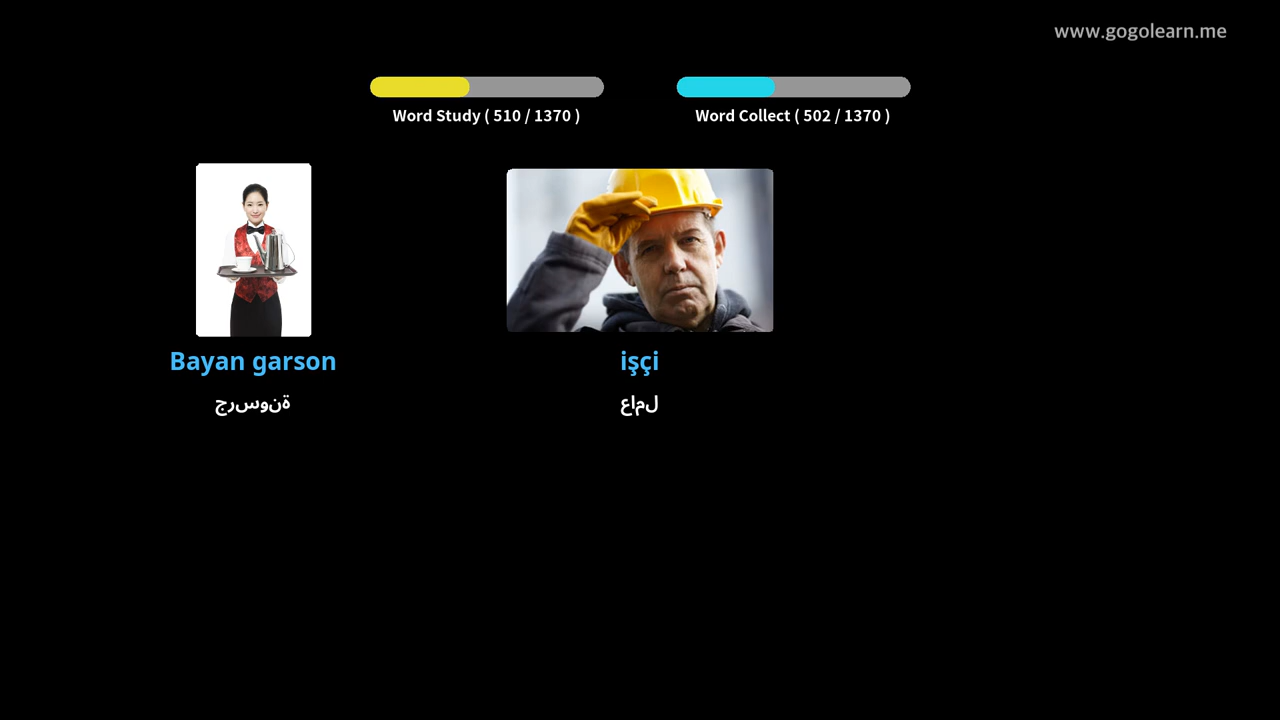 www.gogolearn.me
Word Study ( 510 / 1370 )
Word Collect ( 502 / 1370 )
Bayan garson
işçi
جرسونة
عامل